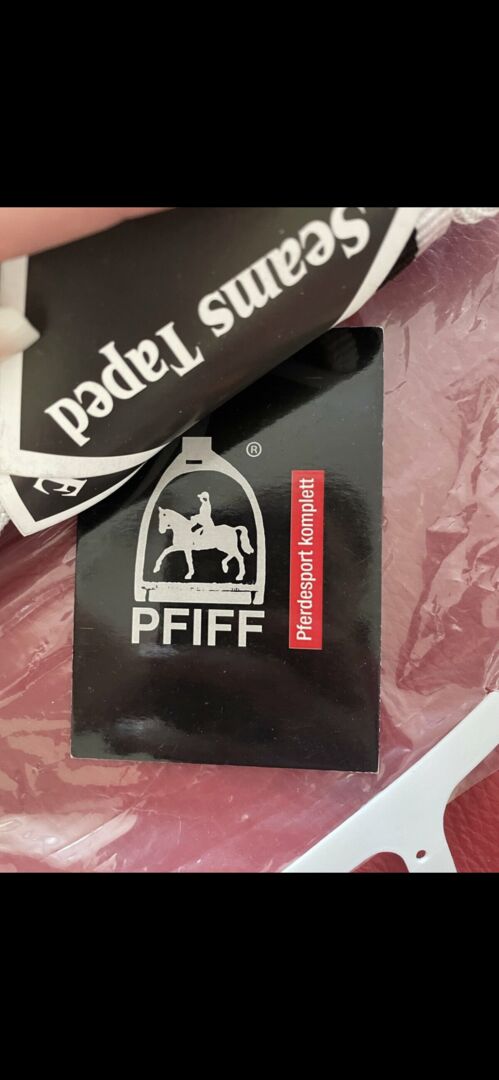 Seams Taped
E
®
PFIFF
Pferdesport komplett